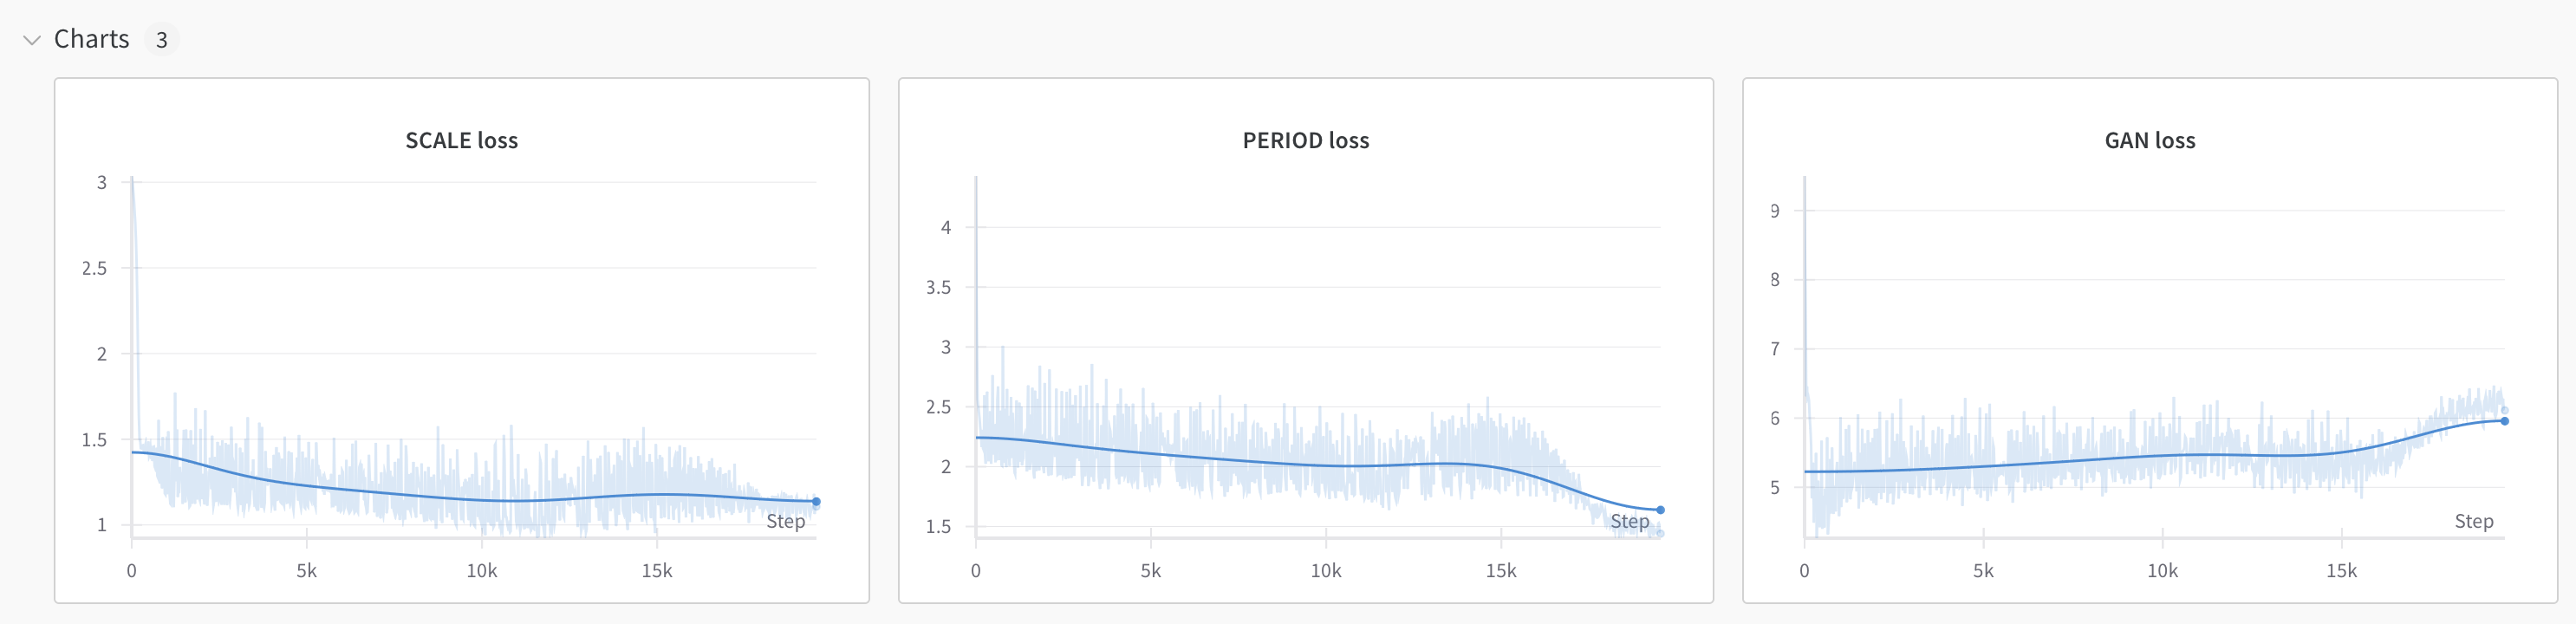 Charts 3
SCALE loss
3
2.5
2
1.5
1
Step
0 5k 10k 15k
PERIOD loss
4
3.5
3
2.5
2
1.5
Step
0 5k 10k 15k
GAN loss
9
8
7
6
5
Step
0 5k 10k 15k